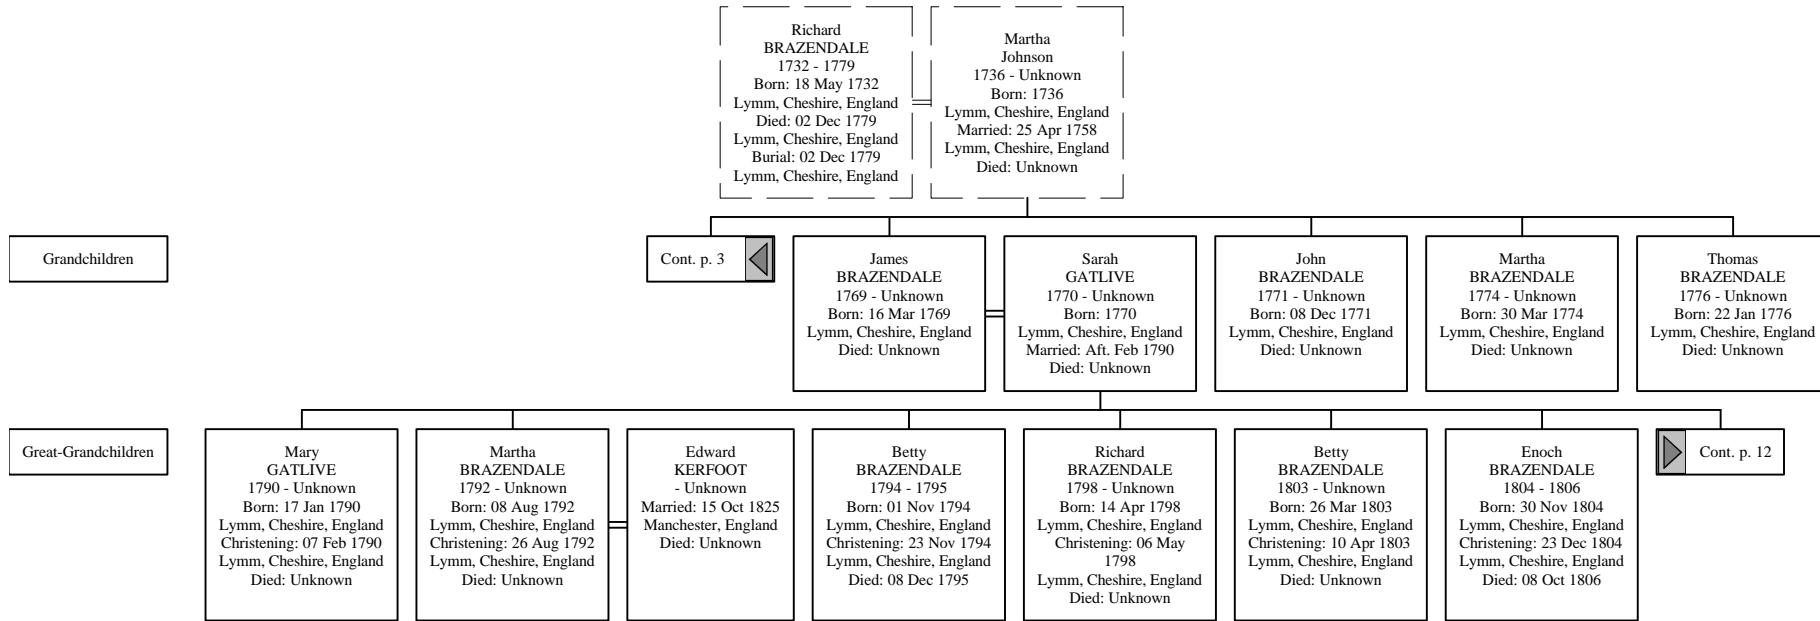 Richard
BRAZENDALE
1732 - 1779
Born: 18 May 1732
Lymm, Cheshire, England
Died: 02 Dec 1779
Lymm, Cheshire, England
Burial: 02 Dec 1779
Lymm, Cheshire, England
Martha
Johnson
1736 - Unknown
Born: 1736
Lymm, Cheshire, England
Married: 25 Apr 1758
Lymm, Cheshire, England
Died: Unknown
Grandchildren
Cont. p. 3
James
BRAZENDALE
1769 - Unknown
Born: 16 Mar 1769
Lymm, Cheshire, England
Died: Unknown
Sarah
GATLIVE
1770 - Unknown
Born: 1770
Lymm, Cheshire, England
Married: Aft. Feb 1790
Died: Unknown
John
BRAZENDALE
1771 - Unknown
Born: 08 Dec 1771
Lymm, Cheshire, England
Died: Unknown
Martha
BRAZENDALE
1774 - Unknown
Born: 30 Mar 1774
Lymm, Cheshire, England
Died: Unknown
Thomas
BRAZENDALE
1776 - Unknown
Born: 22 Jan 1776
Lymm, Cheshire, England
Died: Unknown
Great-Grandchildren
Mary
GATLIVE
1790 - Unknown
Born: 17 Jan 1790
Lymm, Cheshire, England
Christening: 07 Feb 1790
Lymm, Cheshire, England
Died: Unknown
Martha
BRAZENDALE
1792 - Unknown
Born: 08 Aug 1792
Lymm, Cheshire, England
Christening: 26 Aug 1792
Lymm, Cheshire, England
Died: Unknown
Edward
KERFOOT
- Unknown
Married: 15 Oct 1825
Manchester, England
Died: Unknown
Betty
BRAZENDALE
1794 - 1795
Born: 01 Nov 1794
Lymm, Cheshire, England
Christening: 23 Nov 1794
Lymm, Cheshire, England
Died: 08 Dec 1795
Richard
BRAZENDALE
1798 - Unknown
Born: 14 Apr 1798
Lymm, Cheshire, England
Christening: 06 May
1798
Lymm, Cheshire, England
Died: Unknown
Betty
BRAZENDALE
1803 - Unknown
Born: 26 Mar 1803
Lymm, Cheshire, England
Christening: 10 Apr 1803
Lymm, Cheshire, England
Died: Unknown
Enoch
BRAZENDALE
1804 - 1806
Born: 30 Nov 1804
Lymm, Cheshire, England
Christening: 23 Dec 1804
Lymm, Cheshire, England
Died: 08 Oct 1806
Cont. p. 12